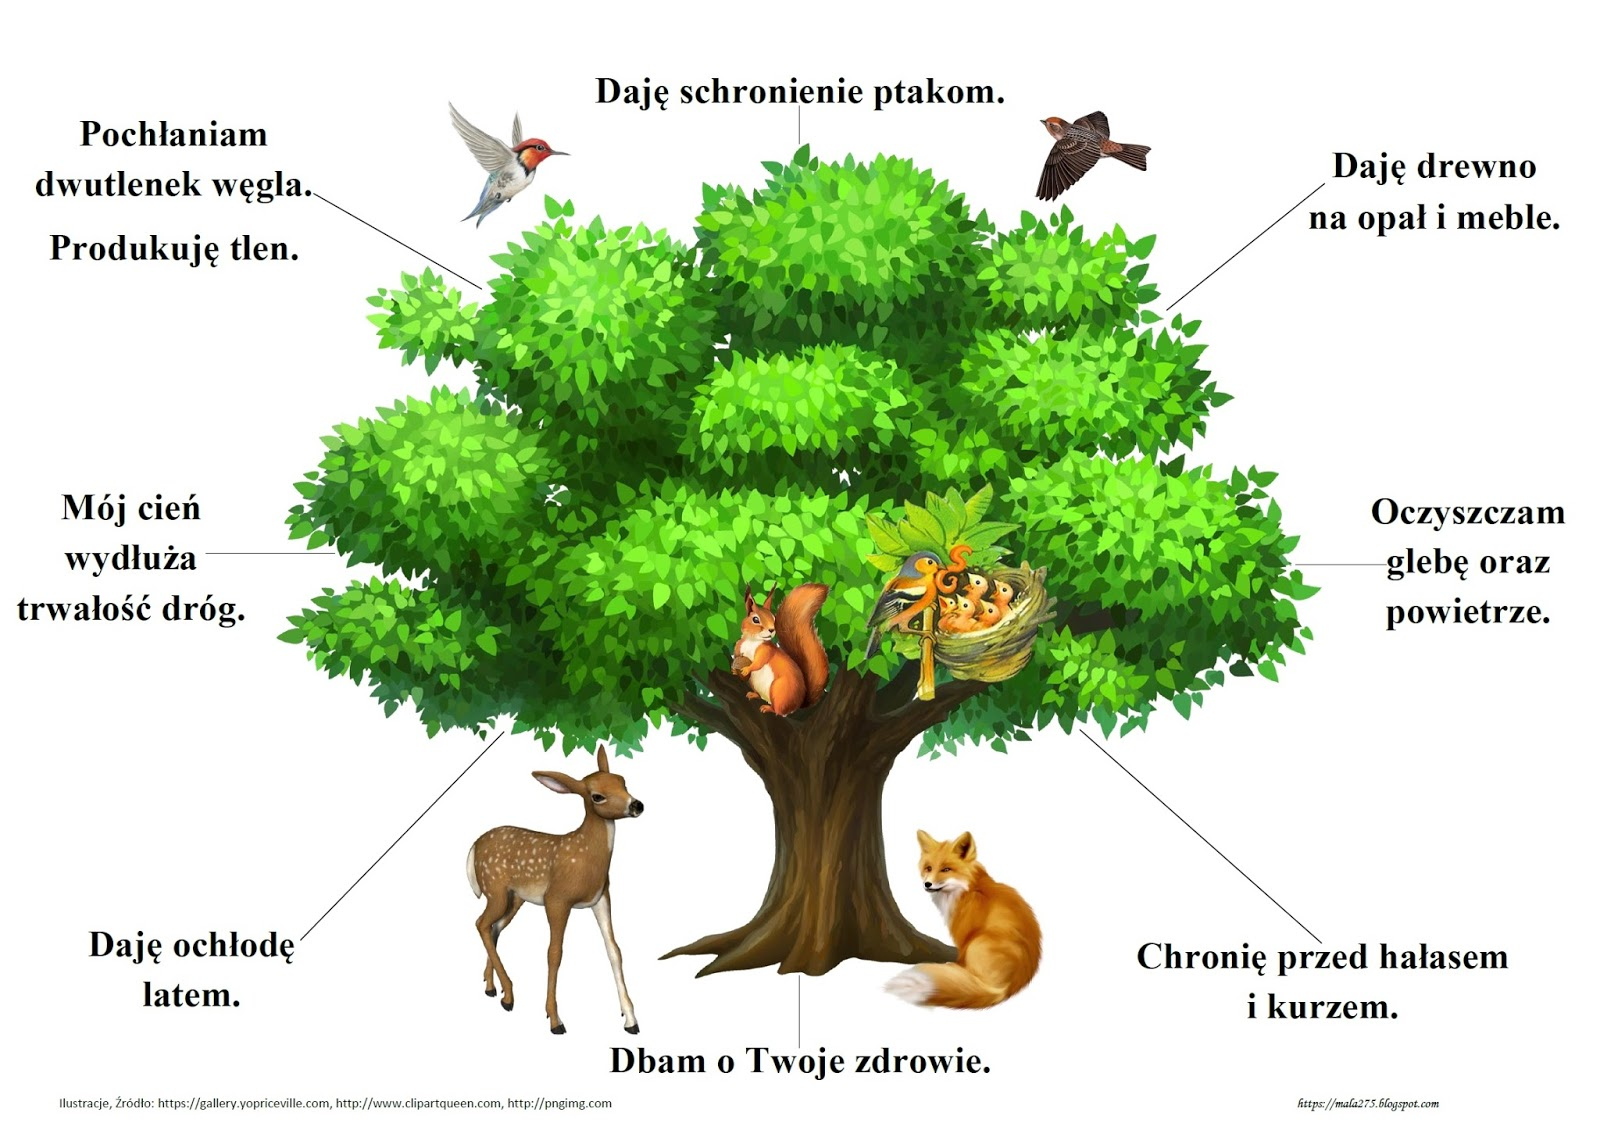 Daję schronienie ptakom.
Pochłaniam
dwutlenek węgla.
Produkuję tlen.
Daję drewno
na opał i meble.
Mój cień
wydłuża
trwałość dróg.
Oczyszczam
glebę oraz
powietrze.
Daję ochłodę
latem.
Chronię przed hałasem
i kurzem.
Dbam o Twoje zdrowie.
Ilustracje, Źródło: https://gallery.yopriceville.com, http://www.clipartqueen.com, http://pngimg.com
https://mala275.blogspot.com